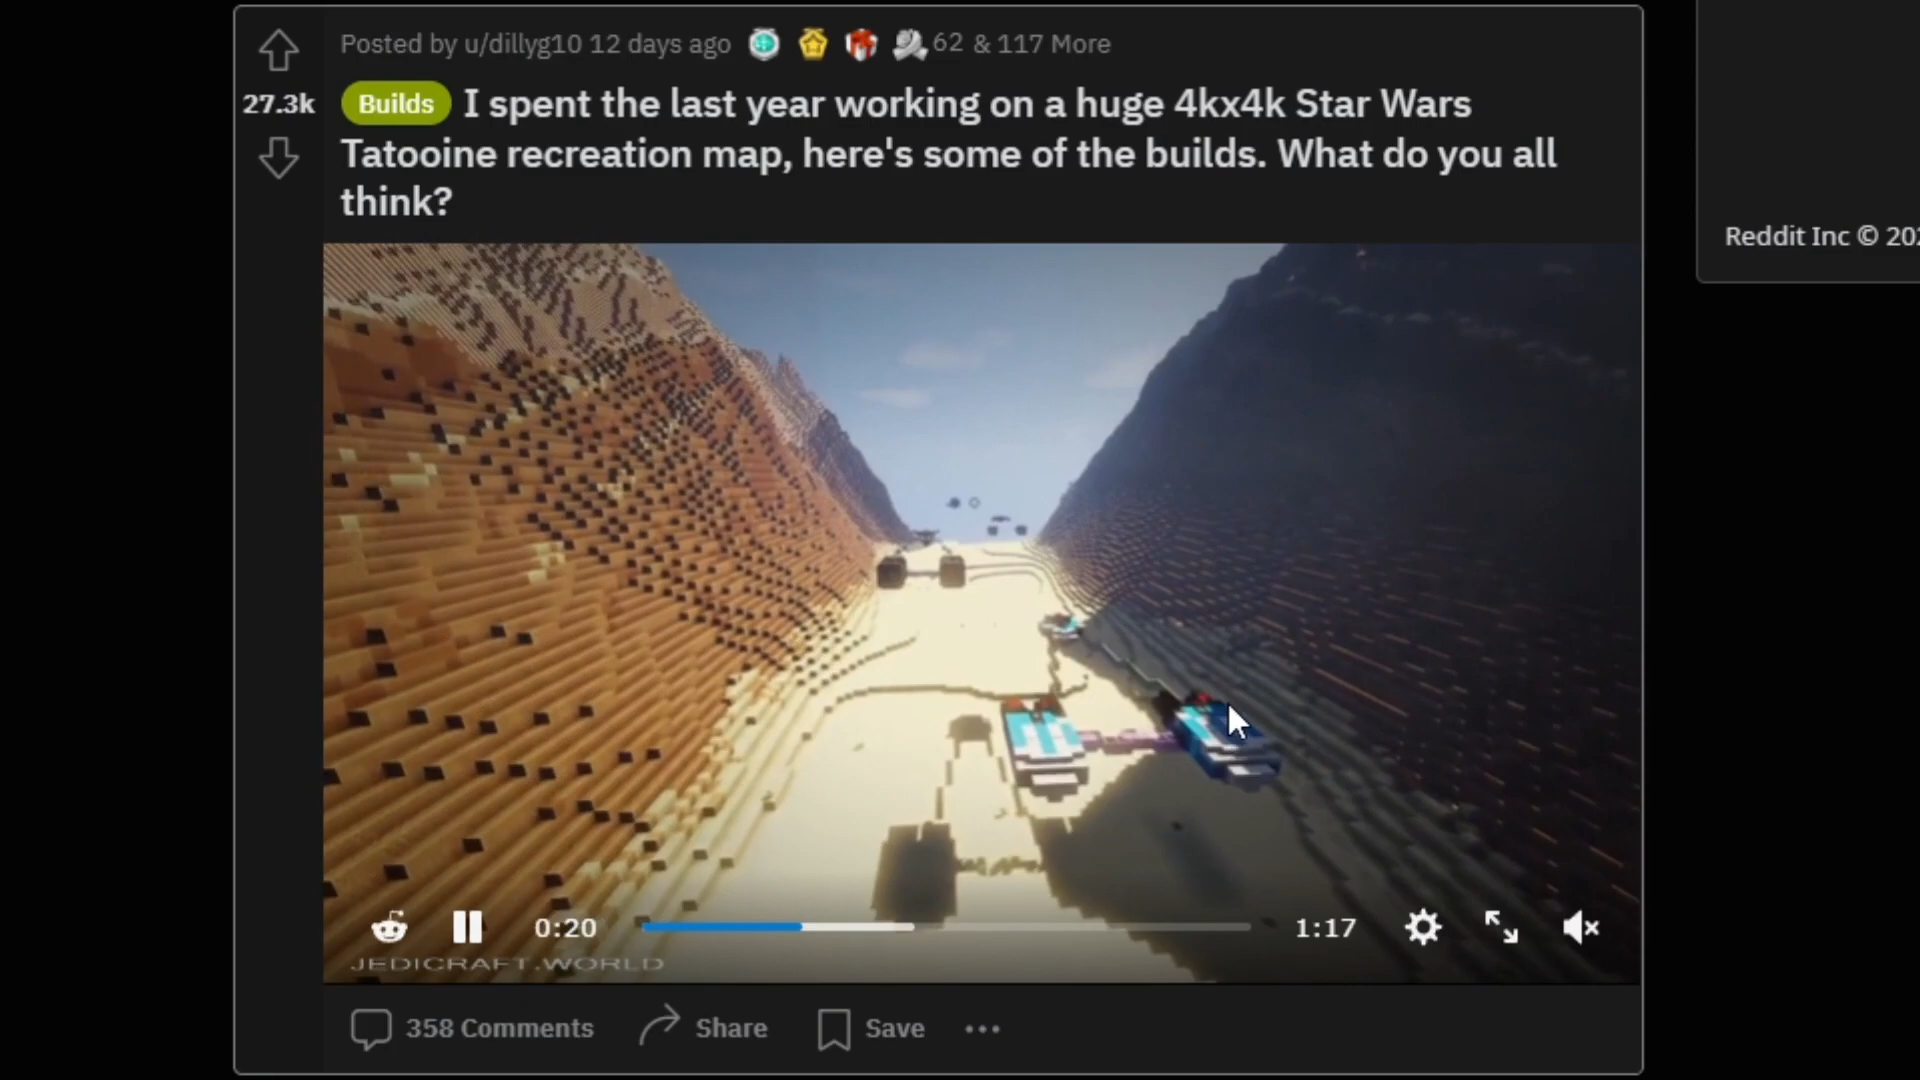 Posted by u/dillyg10 12 days ago 62 & 117 More
27.3k
Builds I spent the last year working on a huge 4kx4k Star Wars
Tatooine recreation map, here's some of the builds. What do you all
think?
Reddit Inc © 202
0:20 1:17
JEDICRAFT.WORLD
358 Comments Share Save